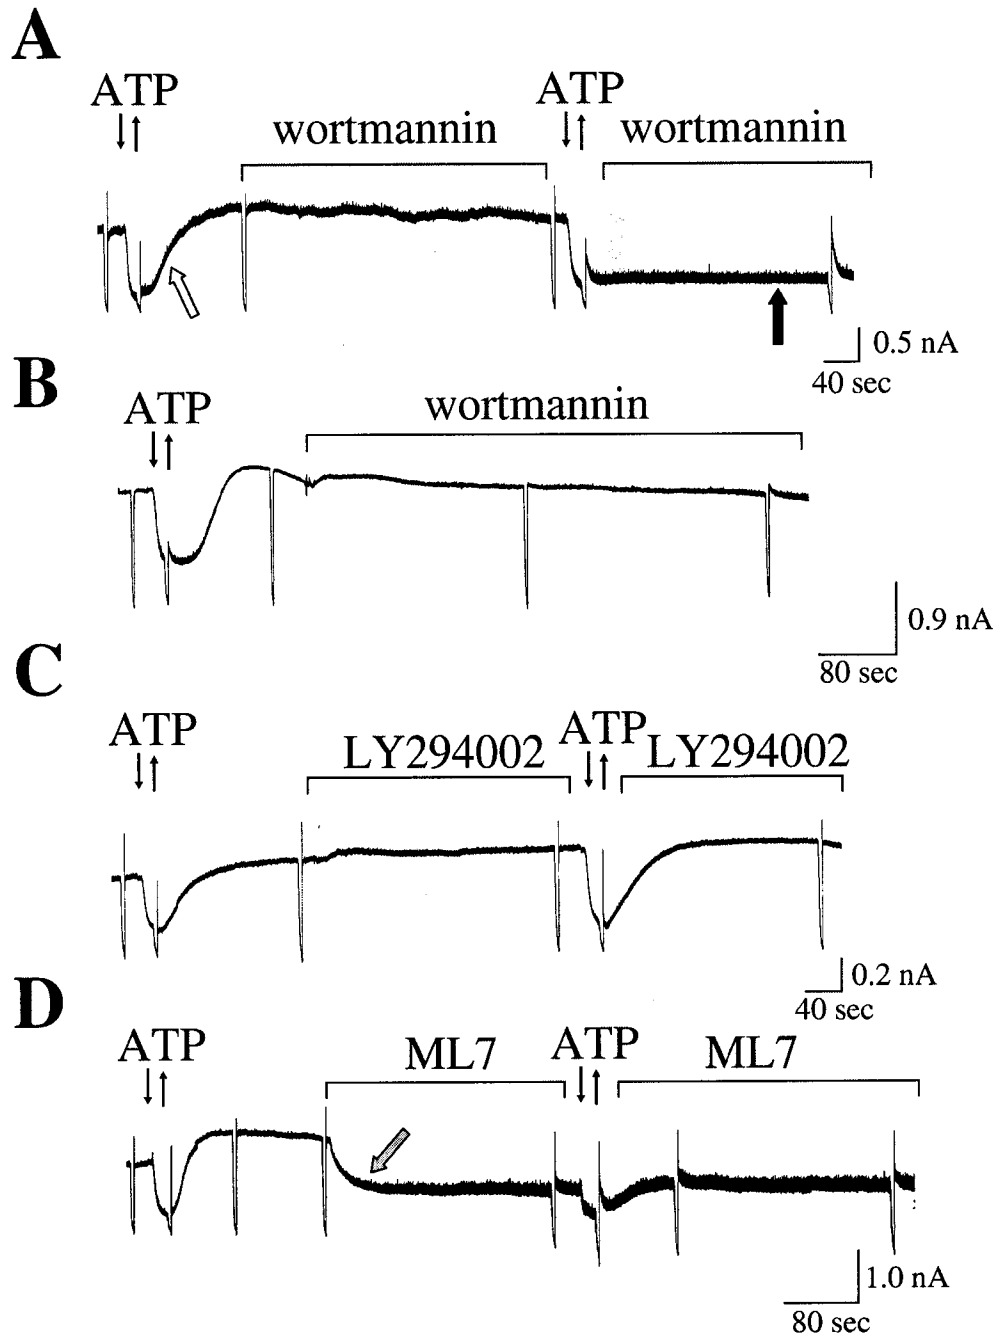 A
ATP ATP
wortmannin wortmannin
0.5 nA
40 sec
B
ATP wortmannin
0.9 nA
80 sec
C
ATP LY294002 ATP LY294002
0.2 nA
40 sec
D
ATP ML7 ATP ML7
1.0 nA
80 sec